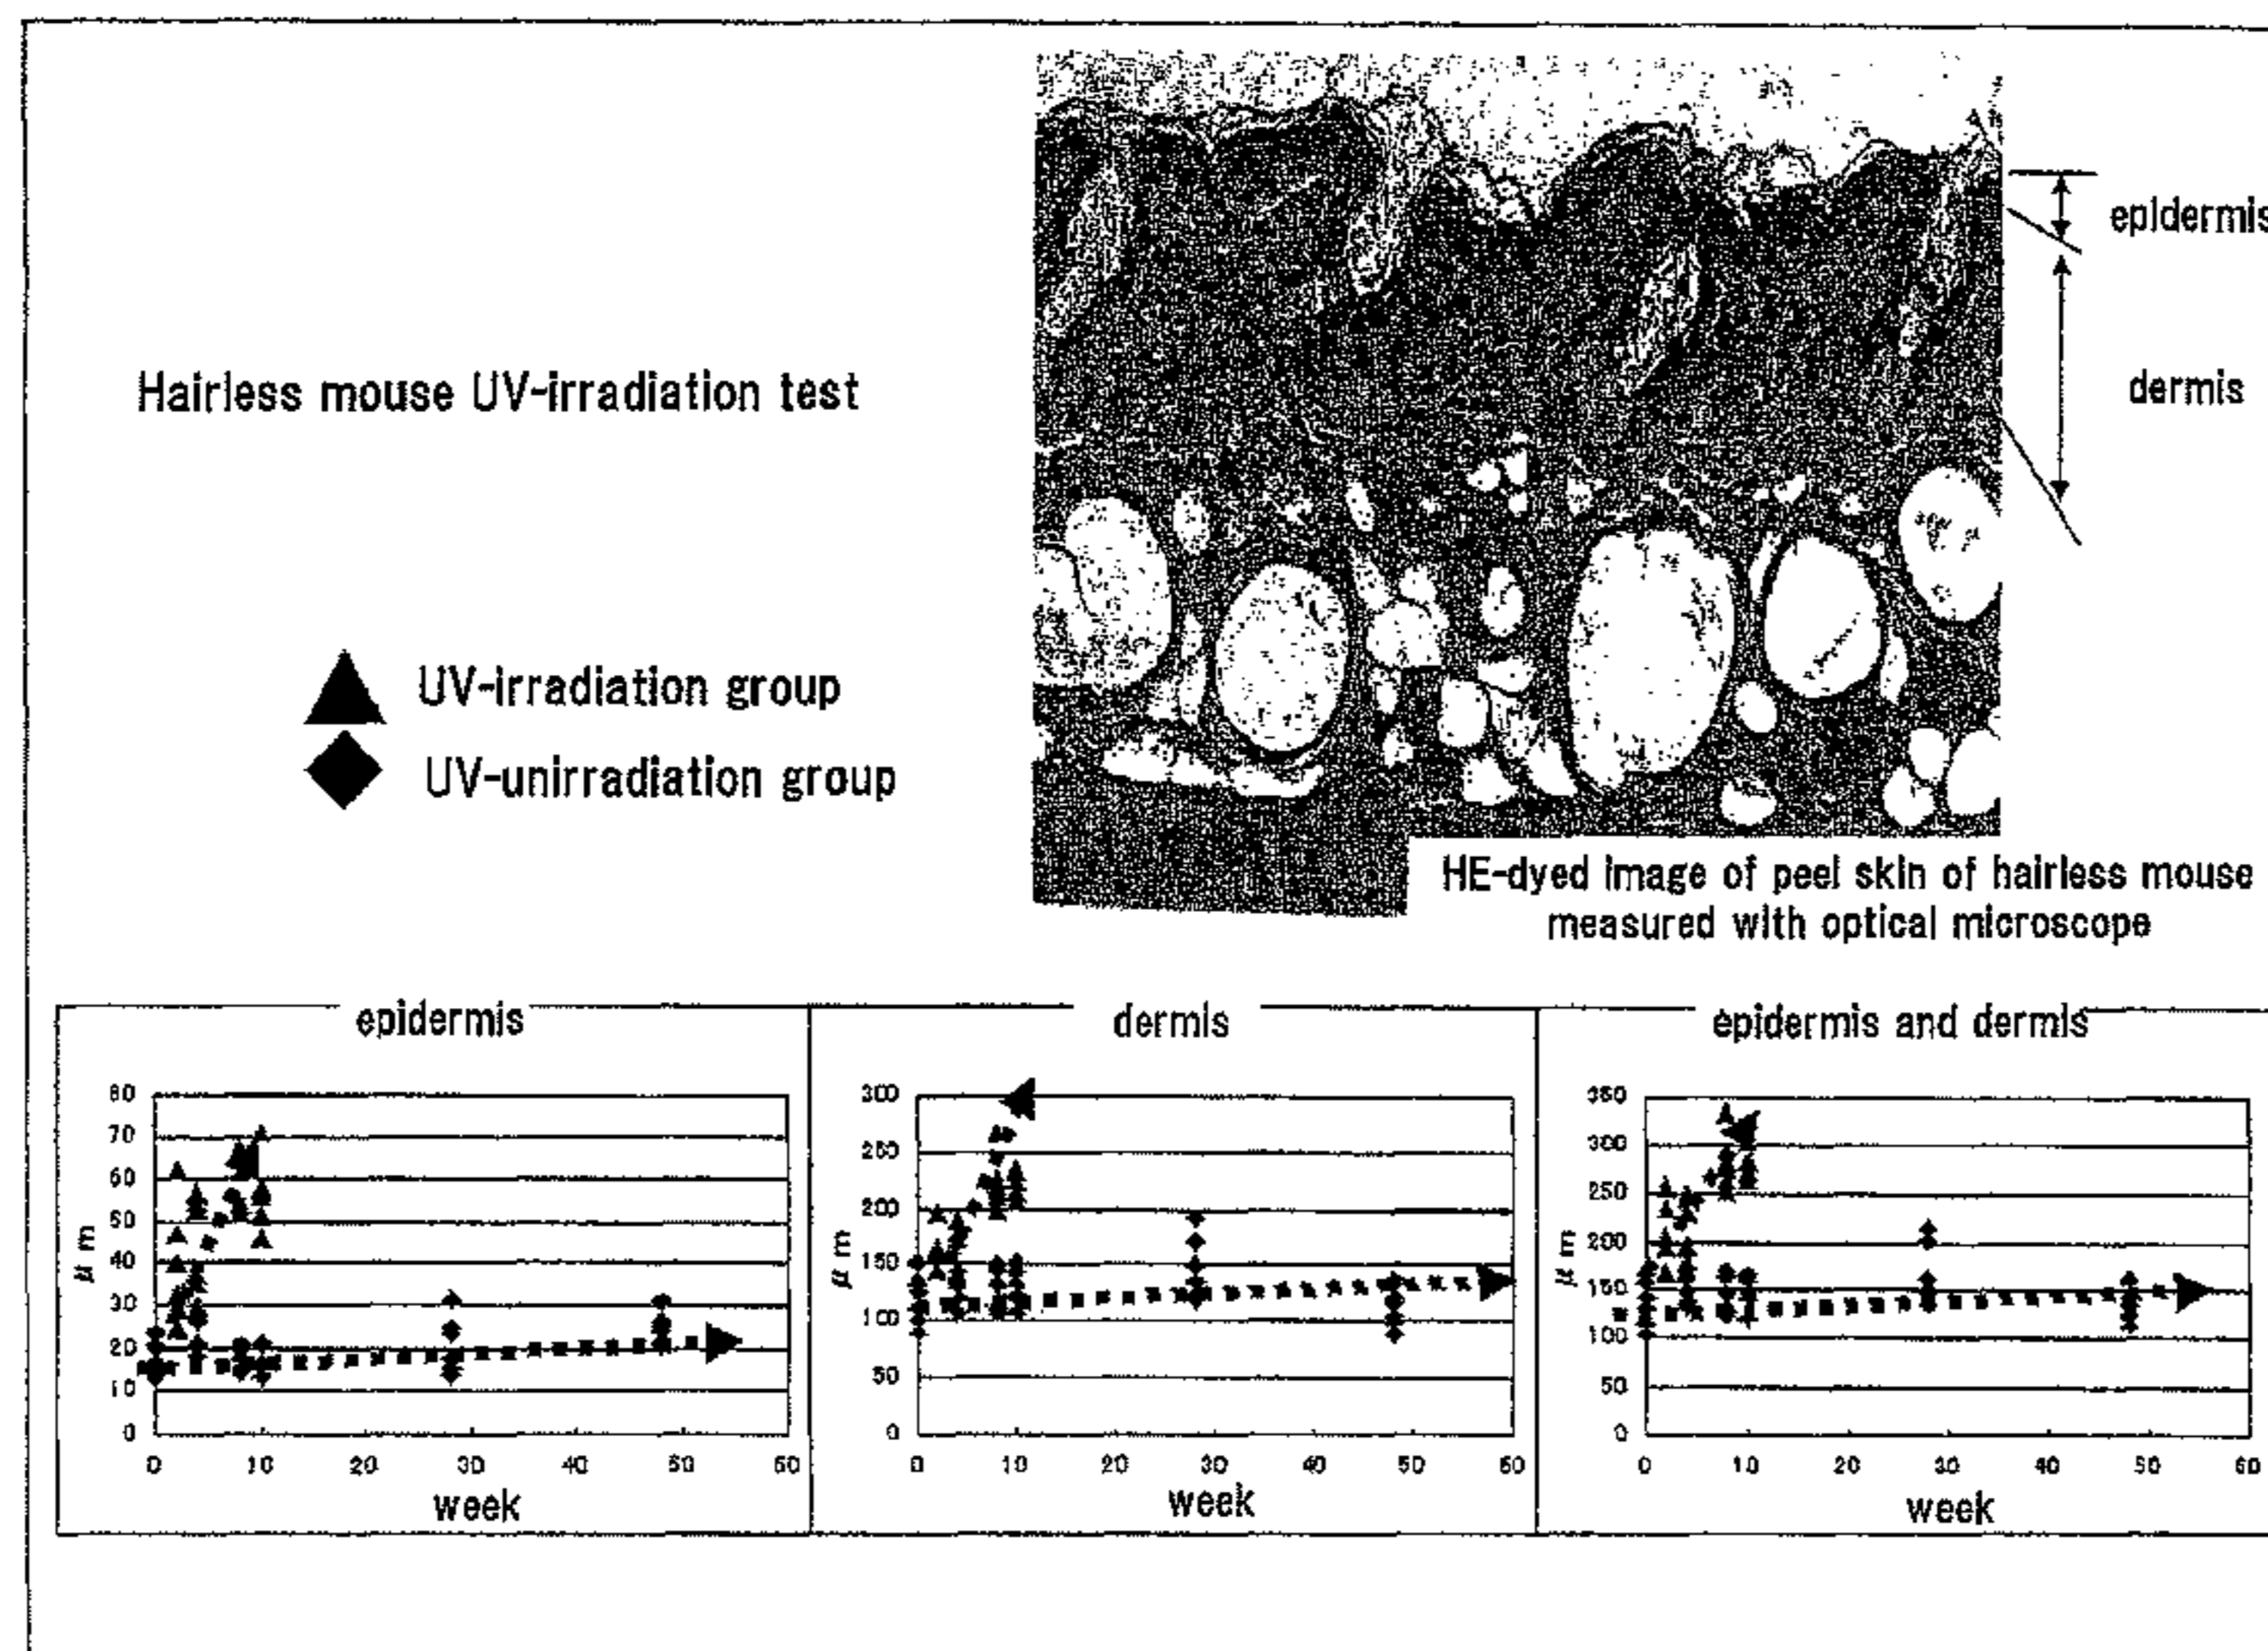 epidermis
dermis
Hairless mouse UV-irradiation test
UV-irradiation group
UV-unirradiation group
HE-dyed image of peel skin of hairless mouse
measured with optical microscope
epidermis
80
70
60
50
40
30
20
10
0
μm
0 10 20 30 40 50 60
week
dermis
300
250
200
150
100
50
0
μm
0 10 20 30 40 50 60
week
epidermis and dermis
350
300
250
200
150
100
50
0
μm
0 10 20 30 40 50 60
week